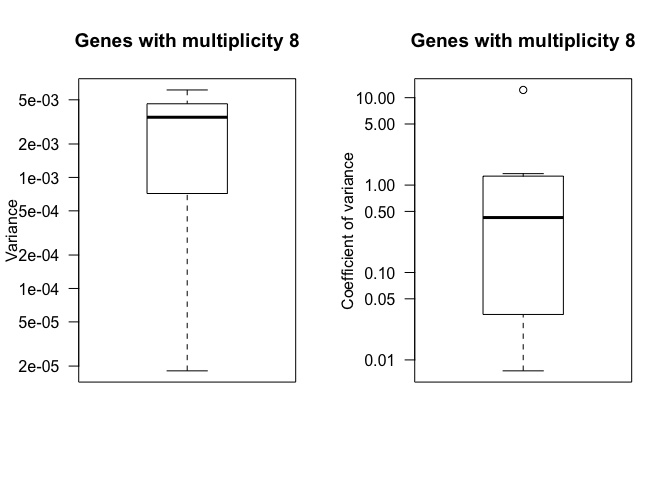 Genes with multiplicity 8
Variance
5e-03
2e-03
1e-03
5e-04
2e-04
1e-04
5e-05
2e-05
Genes with multiplicity 8
Coefficient of variance
10.00
5.00
1.00
0.50
0.10
0.05
0.01